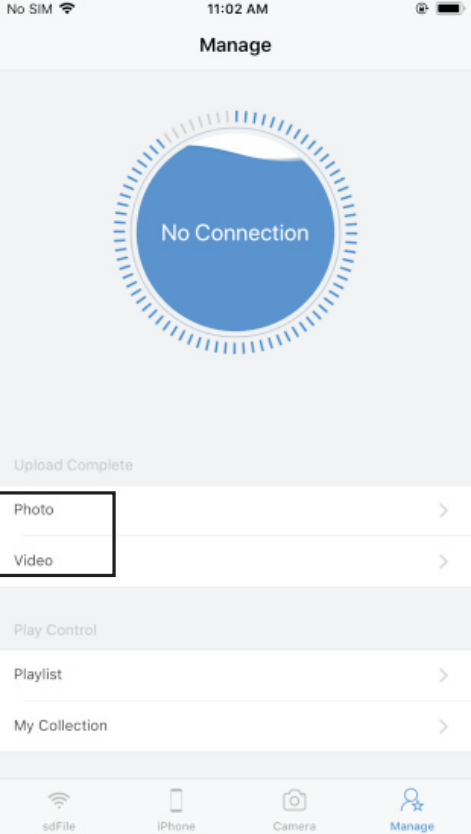 No SIM 11:02 AM
Manage
No Connection
Upload Complete
Photo
Video
Play Control
Playlist
My Collection
sdFile iPhone Camera Manage